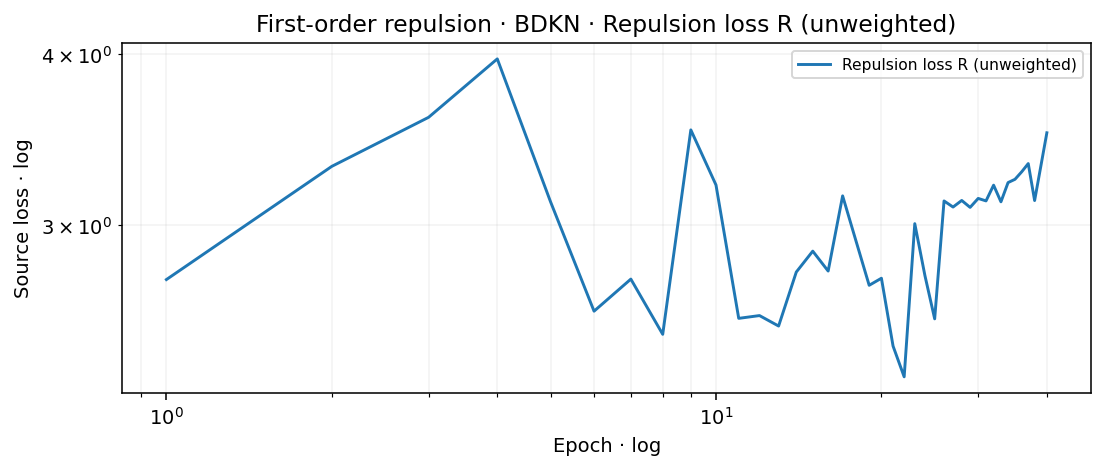 First-order repulsion · BDKN · Repulsion loss R (unweighted)
4 × 10⁰
Repulsion loss R (unweighted)
Source loss · log
3 × 10⁰
10⁰ 10¹
Epoch · log